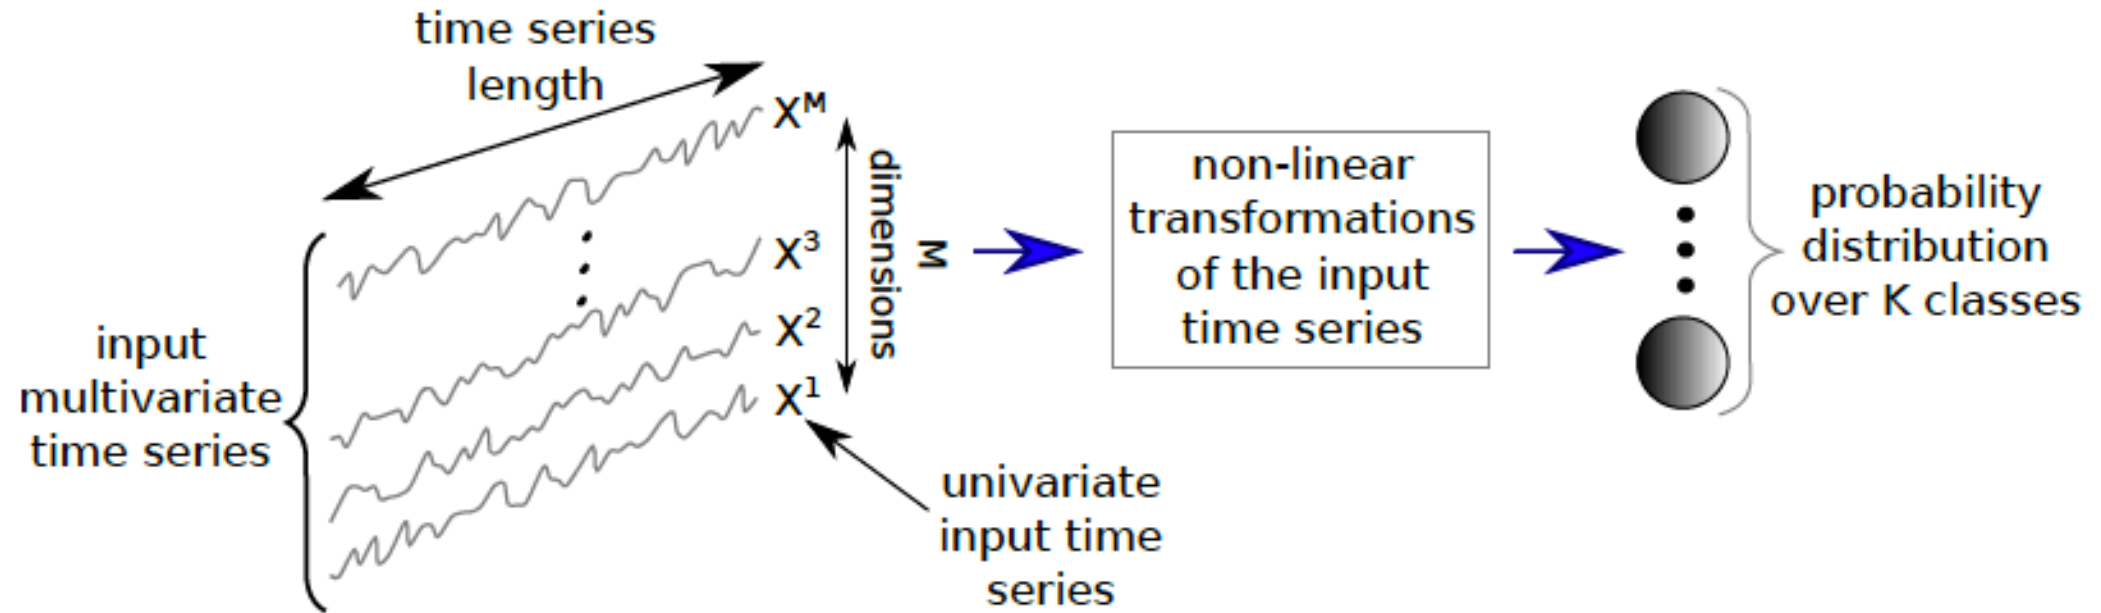 time series
length
X^M
X^3
X^2
X^1
dimensions
M
input
multivariate
time series
univariate
input time
series
non-linear
transformations
of the input
time series
probability
distribution
over K classes